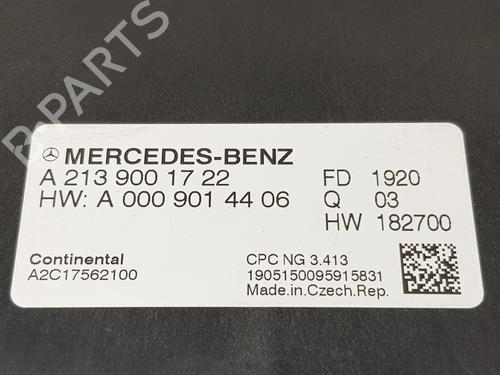 B-PARTS
MERCEDES-BENZ
A 213 900 17 22 FD 1920
HW: A 000 901 44 06 Q 03
HW 182700
Continental CPC NG 3.413
A2C17562100 1905150095915831
Made.in.Czech.Rep.